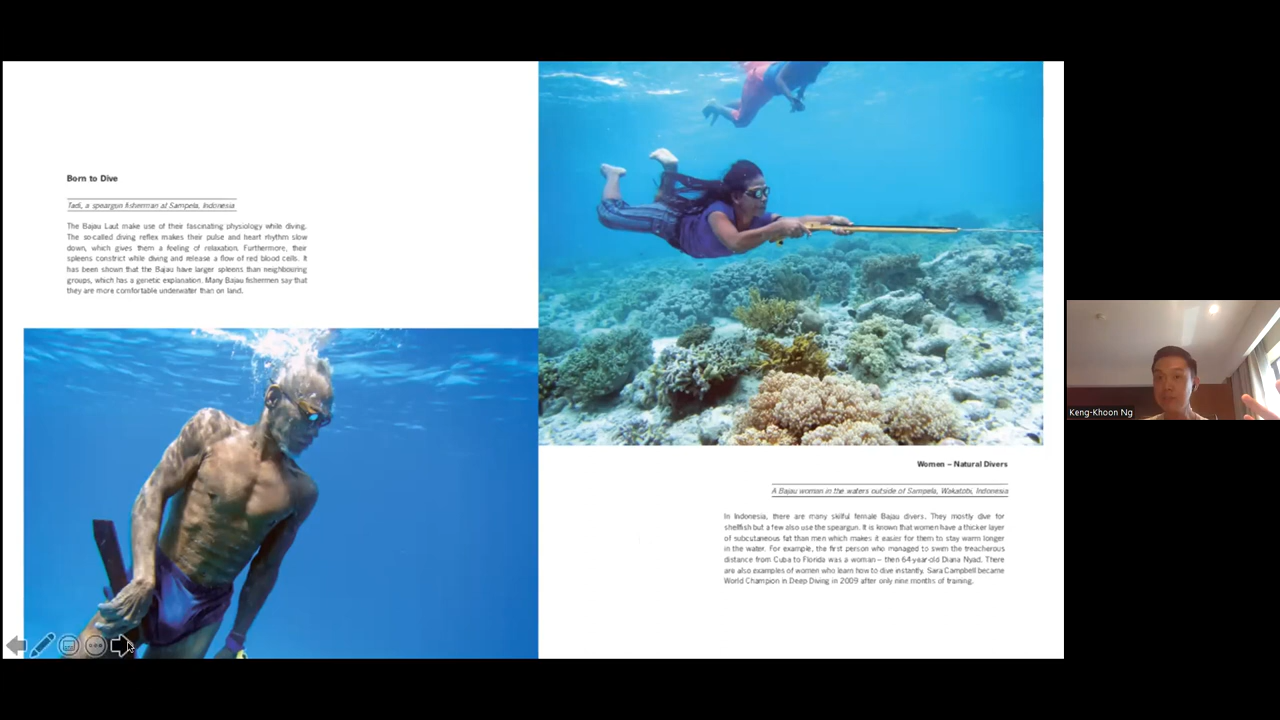 Born to Dive
Tadi, a speargun fisherman at Sampela, Indonesia
The Bajau Laut make use of their fascinating physiology while diving.
The so-called diving reflex makes their pulse and heart rhythm slow
down, which gives them a feeling of relaxation. Furthermore, their
spleens constrict while diving and release a flow of red blood cells. It
has been shown that the Bajau have larger spleens than neighbouring
groups, which has a genetic explanation. Many Bajau fishermen say that
they are more comfortable underwater than on land.
Women – Natural Divers
A Bajau woman in the waters outside of Sampela, Wakatobi, Indonesia
In Indonesia, there are many skilful female Bajau divers. They mostly dive for
shellfish but a few also use the speargun. It is known that women have a thicker layer
of subcutaneous fat than men which makes it easier for them to stay warm longer
in the water. For example, the first person who managed to swim the treacherous
distance from Cuba to Florida was a woman – then 64-year-old Diana Nyad. There
are also examples of women who learn how to dive instantly. Sara Campbell became
World Champion in Deep Diving in 2009 after only nine months of training.
Keng-Khoon Ng